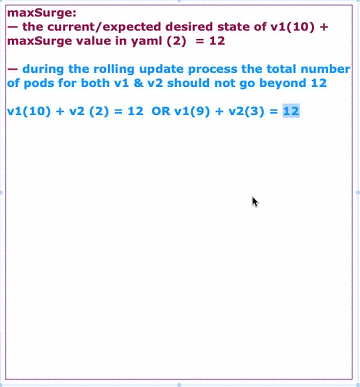 maxSurge:
— the current/expected desired state of v1(10) +
maxSurge value in yaml (2)  = 12
— during the rolling update process the total number
of pods for both v1 & v2 should not go beyond 12
v1(10) + v2 (2) = 12  OR v1(9) + v2(3) = 12